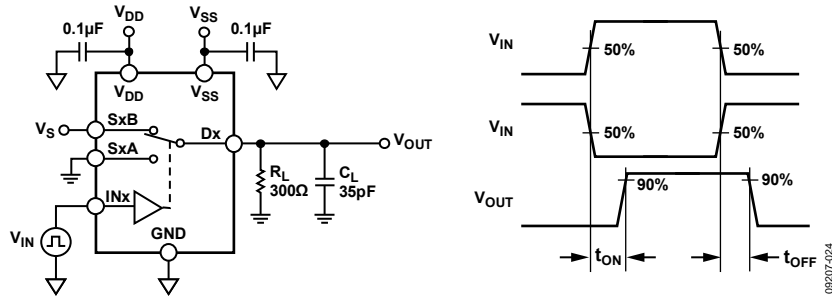 VDD
VSS
0.1µF
0.1µF
VDD
VSS
VS
SxB
Dx
VOUT
SxA
RL
300Ω
CL
35pF
INx
VIN
GND
VIN
50%
50%
VIN
50%
50%
VOUT
90%
90%
tON
tOFF
09207-024